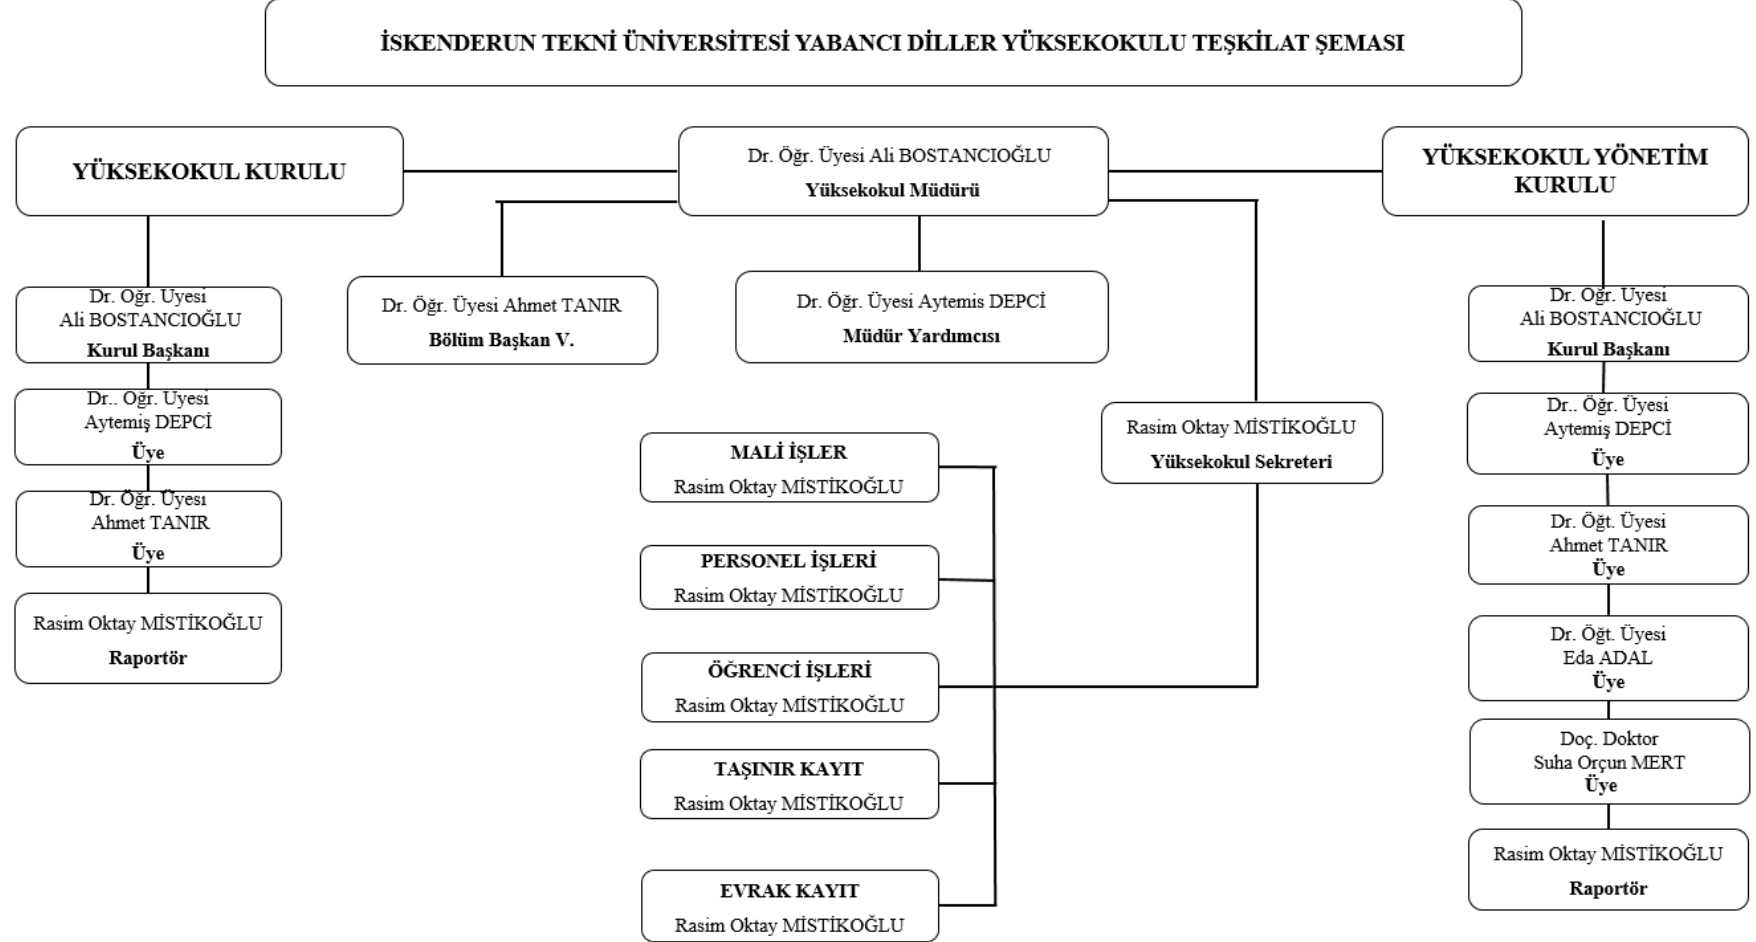 İSKENDERUN TEKNİ ÜNİVERSİTESİ YABANCI DİLLER YÜKSEKOKULU TEŞKİLAT ŞEMASI
YÜKSEKOKUL KURULU
Dr. Öğr. Üyesi Ali BOSTANCIOĞLU
Yüksekokul Müdürü
YÜKSEKOKUL YÖNETİM
KURULU
Dr. Öğr. Üyesi
Ali BOSTANCIOĞLU
Kurul Başkanı
Dr.. Öğr. Üyesi
Aytemiş DEPCİ
Üye
Dr. Öğr. Üyesi
Ahmet TANIR
Üye
Rasim Oktay MİSTİKOĞLU
Raportör
Dr. Öğr. Üyesi Ahmet TANIR
Bölüm Başkan V.
Dr. Öğr. Üyesi Aytemis DEPCİ
Müdür Yardımcısı
Rasim Oktay MİSTİKOĞLU
Yüksekokul Sekreteri
MALİ İŞLER
Rasim Oktay MİSTİKOĞLU
PERSONEL İŞLERİ
Rasim Oktay MİSTİKOĞLU
ÖĞRENCİ İŞLERİ
Rasim Oktay MİSTİKOĞLU
TAŞINIR KAYIT
Rasim Oktay MİSTİKOĞLU
EVRAK KAYIT
Rasim Oktay MİSTİKOĞLU
Dr. Öğr. Üyesi
Ali BOSTANCIOĞLU
Kurul Başkanı
Dr.. Öğr. Üyesi
Aytemiş DEPCİ
Üye
Dr. Öğt. Üyesi
Ahmet TANIR
Üye
Dr. Öğt. Üyesi
Eda ADAL
Üye
Doç. Doktor
Suha Orçun MERT
Üye
Rasim Oktay MİSTİKOĞLU
Raportör